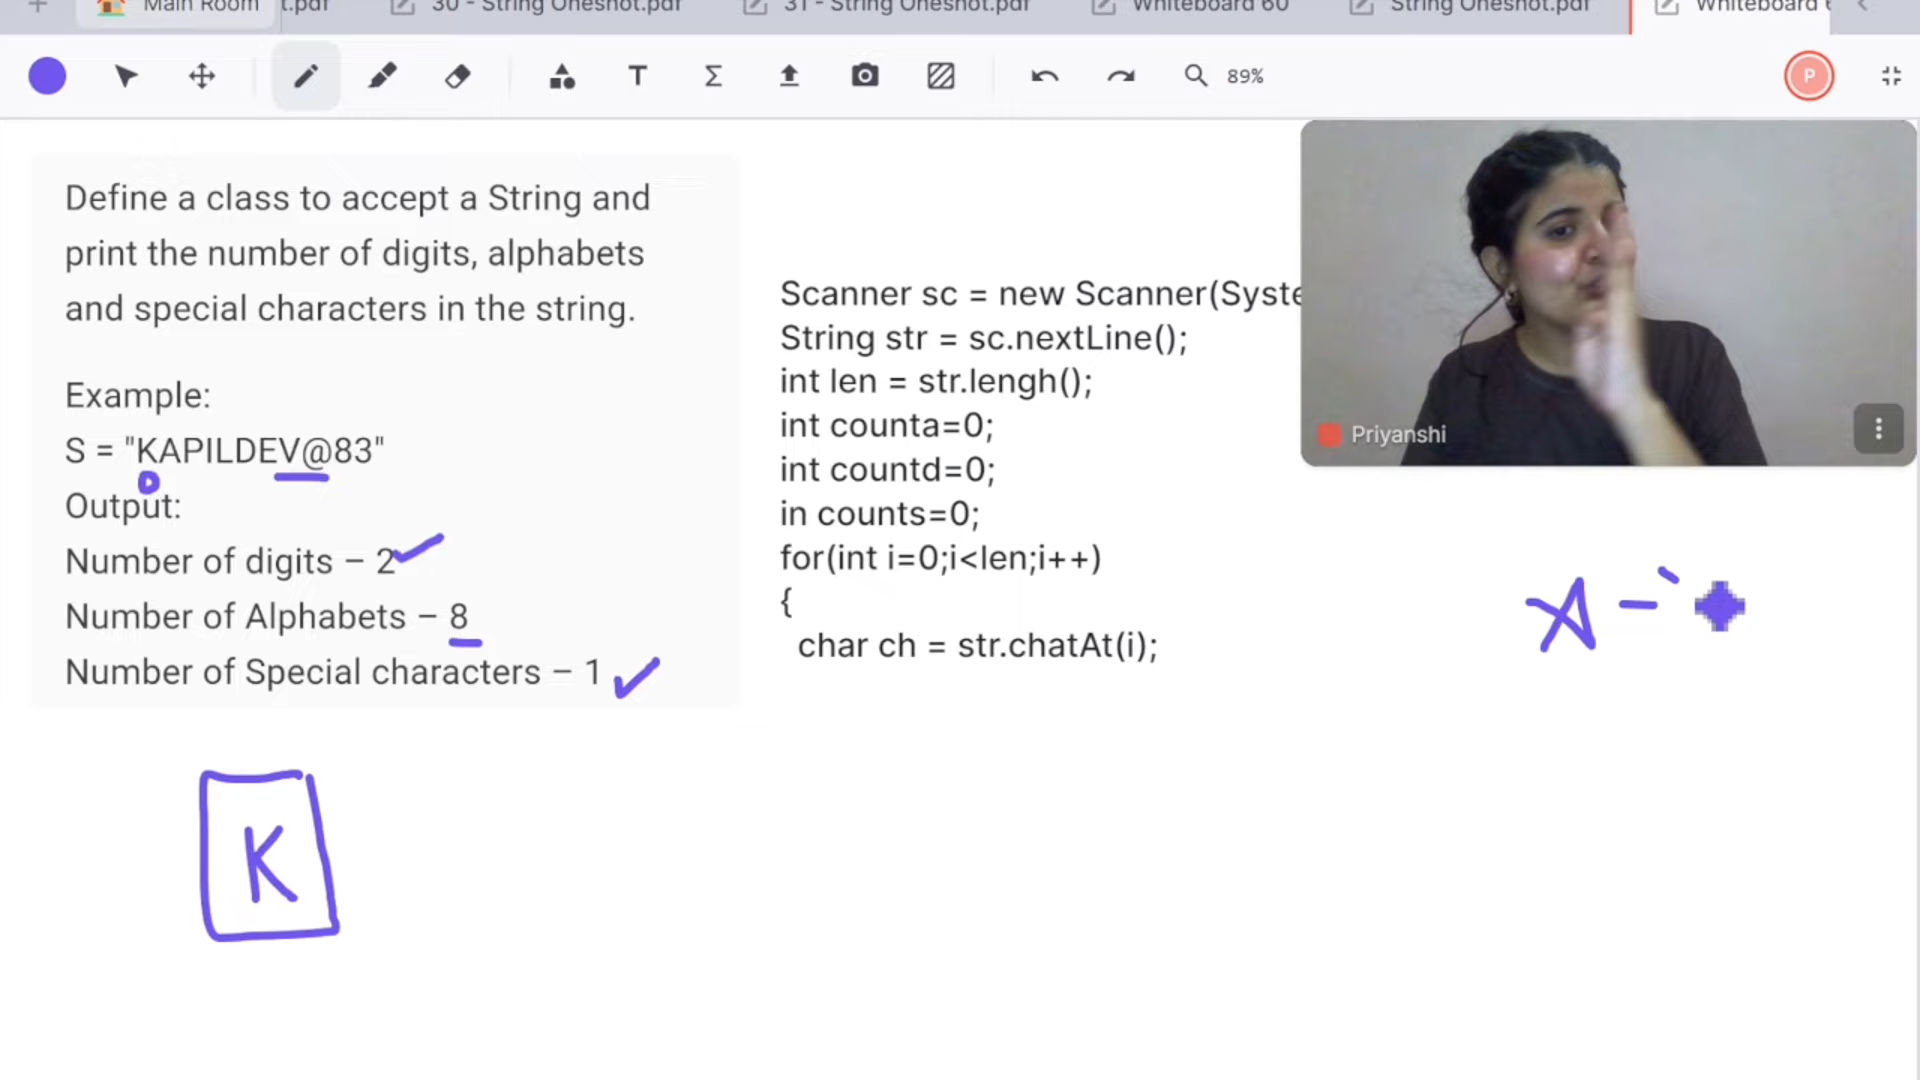 Main Room
t.pdf
30 - String Oneshot.pdf
31 - String Oneshot.pdf
Whiteboard 60
String Oneshot.pdf
Whiteboard
T
Σ
89%
P
Define a class to accept a String and
print the number of digits, alphabets
and special characters in the string.
Example:
S = "KAPILDEV@83"
Output:
Number of digits – 2
Number of Alphabets – 8
Number of Special characters – 1
K
Scanner sc = new Scanner(Syste
String str = sc.nextLine();
int len = str.lengh();
int counta=0;
int countd=0;
in counts=0;
for(int i=0;i<len;i++)
{
char ch = str.chatAt(i);
Priyanshi
A -